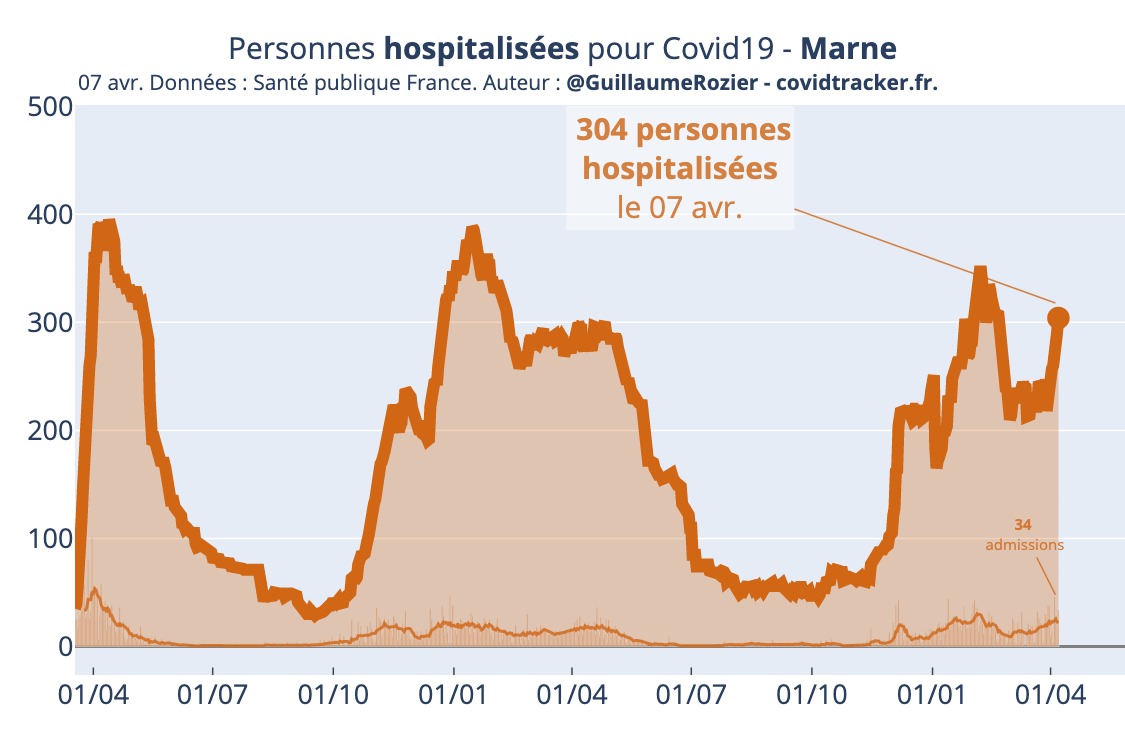 Personnes hospitalisées pour Covid19 - Marne
07 avr. Données : Santé publique France. Auteur : @GuillaumeRozier - covidtracker.fr.
500
304 personnes
hospitalisées
le 07 avr.
400
300
200
34
admissions
100
0
01/04 01/07 01/10 01/01 01/04 01/07 01/10 01/01 01/04